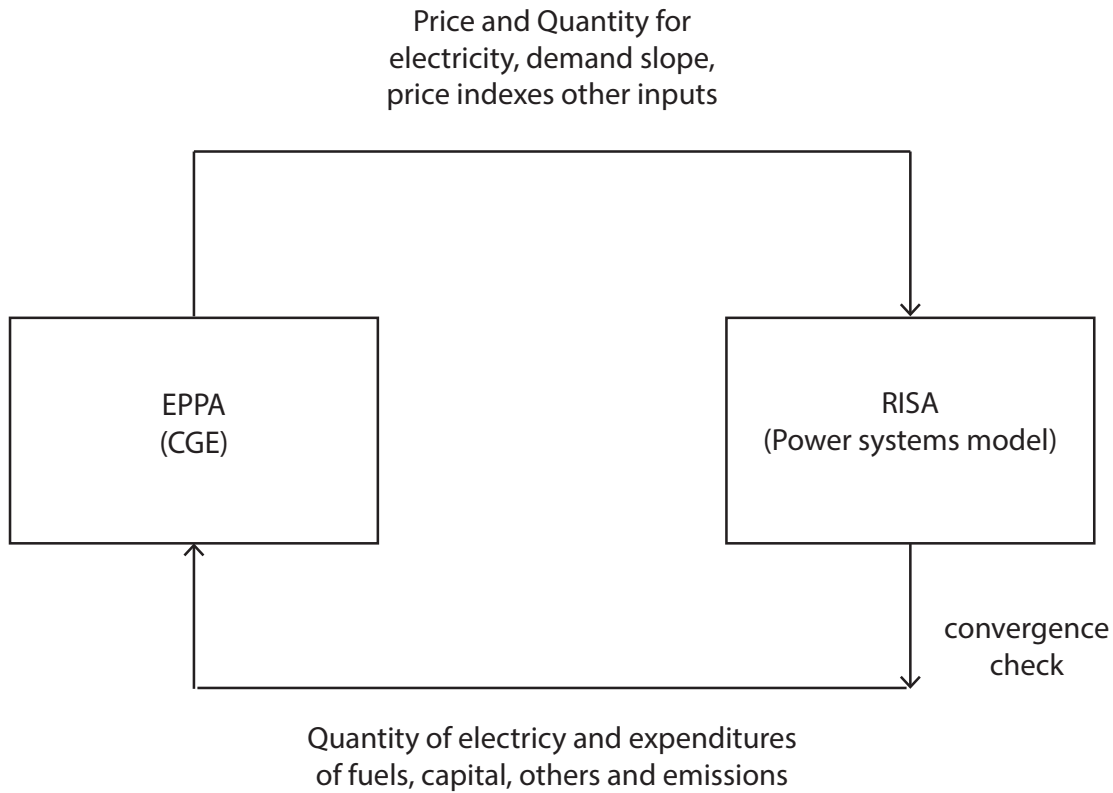 Price and Quantity for
electricity, demand slope,
price indexes other inputs
EPPA
(CGE)
RISA
(Power systems model)
convergence
check
Quantity of electricy and expenditures
of fuels, capital, others and emissions